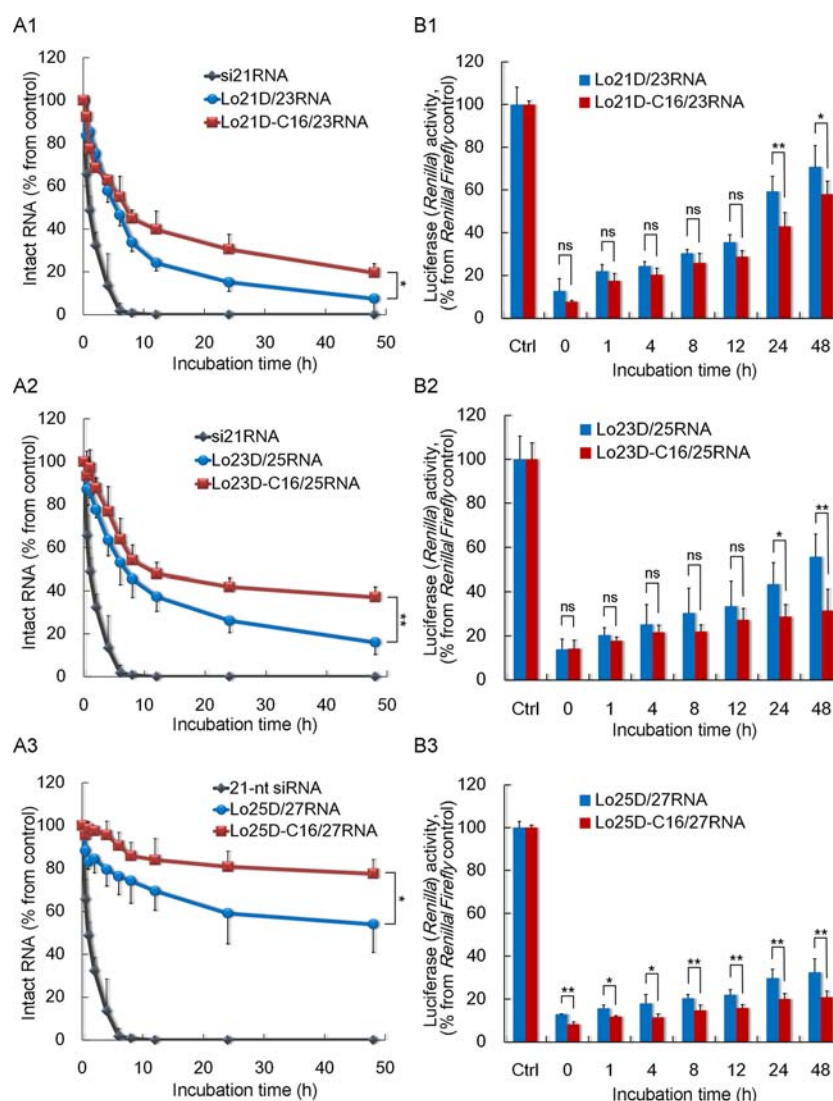 A1
120
100
80
60
40
20
0
Intact RNA (% from control)
si21RNA
Lo21D/23RNA
Lo21D-C16/23RNA
*
0 10 20 30 40 50
Incubation time (h)
B1
120
100
80
60
40
20
0
Luciferase (Renilla) activity,
(% from Renilla/Firefly control)
Lo21D/23RNA
Lo21D-C16/23RNA
ns ns ns ns ns ** *
Ctrl 0 1 4 8 12 24 48
Incubation time (h)
A2
120
100
80
60
40
20
0
Intact RNA (% from control)
si21RNA
Lo23D/25RNA
Lo23D-C16/25RNA
**
0 10 20 30 40 50
Incubation time (h)
B2
120
100
80
60
40
20
0
Luciferase (Renilla) activity,
(% from Renilla/Firefly control)
Lo23D/25RNA
Lo23D-C16/25RNA
ns ns ns ns ns * **
Ctrl 0 1 4 8 12 24 48
Incubation time (h)
A3
120
100
80
60
40
20
0
Intact RNA (% from control)
21-nt siRNA
Lo25D/27RNA
Lo25D-C16/27RNA
*
0 10 20 30 40 50
Incubation time (h)
B3
120
100
80
60
40
20
0
Luciferase (Renilla) activity,
(% from Renilla/Firefly control)
Lo25D/27RNA
Lo25D-C16/27RNA
** * * ** ** ** **
Ctrl 0 1 4 8 12 24 48
Incubation time (h)